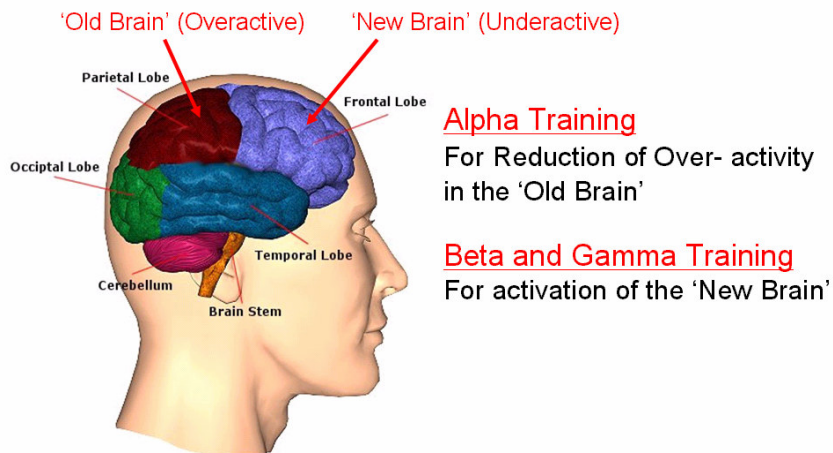 ‘Old Brain’ (Overactive)
‘New Brain’ (Underactive)
Parietal Lobe
Frontal Lobe
Occiptal Lobe
Temporal Lobe
Cerebellum
Brain Stem
Alpha Training
For Reduction of Over- activity
in the ‘Old Brain’
Beta and Gamma Training
For activation of the ‘New Brain’